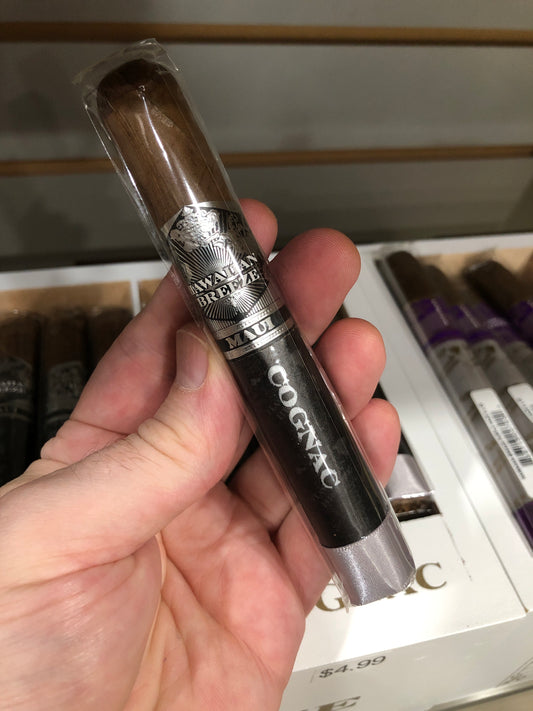 HAWAIIAN
BREEZE
MAUI
COGNAC
$4.99